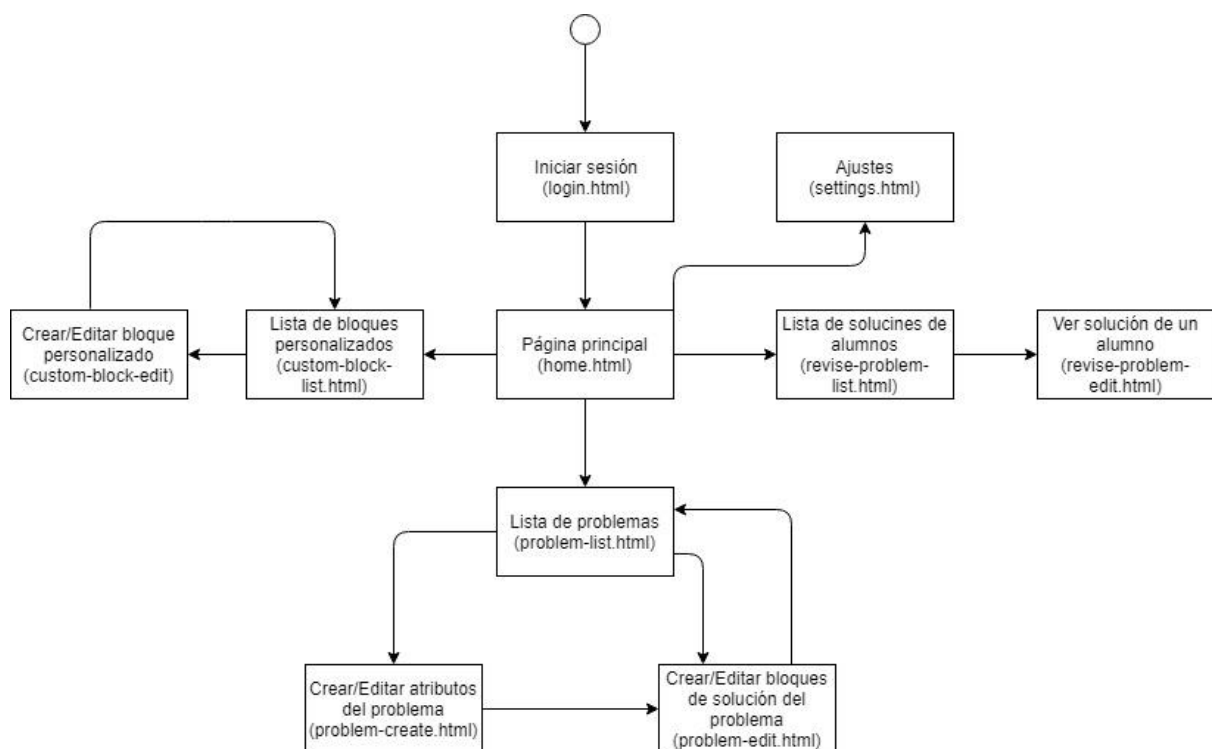 Iniciar sesión
(login.html)
Ajustes
(settings.html)
Crear/Editar bloque
personalizado
(custom-block-edit)
Lista de bloques
personalizados
(custom-block-
list.html)
Página principal
(home.html)
Lista de solucines de
alumnos
(revise-problem-
list.html)
Ver solución de un
alumno
(revise-problem-
edit.html)
Lista de problemas
(problem-list.html)
Crear/Editar atributos
del problema
(problem-create.html)
Crear/Editar bloques
de solución del
problema
(problem-edit.html)